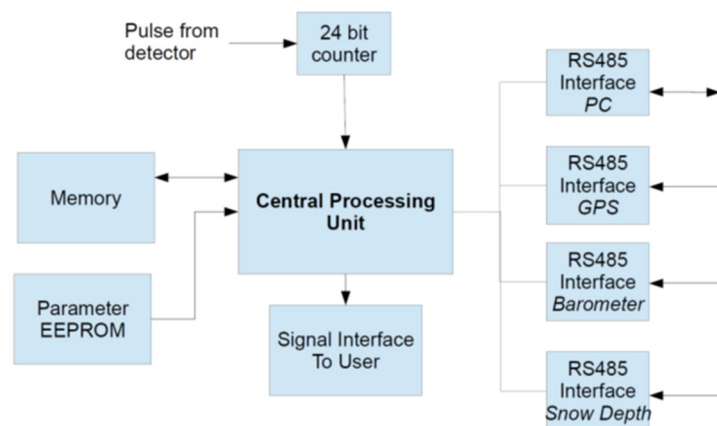 Pulse from
detector
24 bit
counter
Memory
Parameter
EEPROM
Central Processing
Unit
Signal Interface
To User
RS485
Interface
PC
RS485
Interface
GPS
RS485
Interface
Barometer
RS485
Interface
Snow Depth